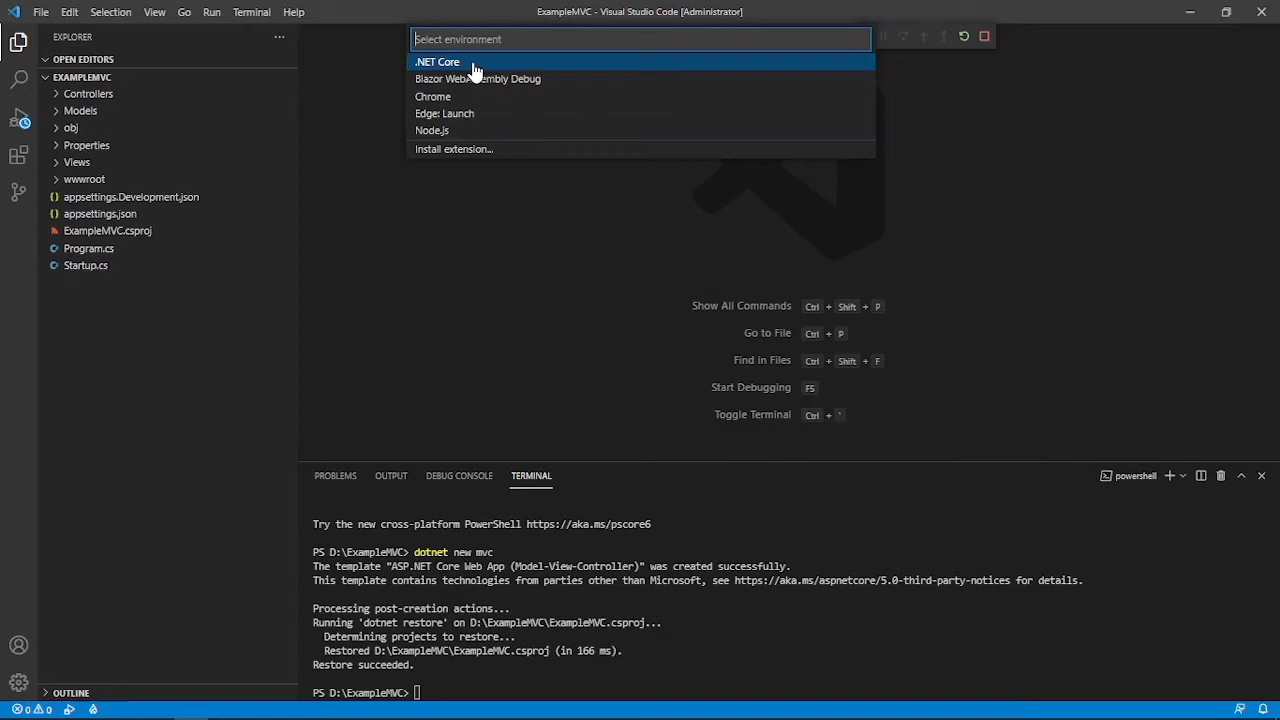 File Edit Selection View Go Run Terminal Help
ExampleMVC - Visual Studio Code [Administrator]
EXPLORER
OPEN EDITORS
EXAMPLEMVC
Controllers
Models
obj
Properties
Views
wwwroot
appsettings.Development.json
appsettings.json
ExampleMVC.csproj
Program.cs
Startup.cs
OUTLINE
Select environment
.NET Core
Blazor WebAssembly Debug
Chrome
Edge: Launch
Node.js
Install extension...
Show All Commands Ctrl + Shift + P
Go to File Ctrl + P
Find in Files Ctrl + Shift + F
Start Debugging F5
Toggle Terminal Ctrl + `
PROBLEMS OUTPUT DEBUG CONSOLE TERMINAL
powershell
Try the new cross-platform PowerShell https://aka.ms/pscore6
PS D:\ExampleMVC> dotnet new mvc
The template "ASP.NET Core Web App (Model-View-Controller)" was created successfully.
This template contains technologies from parties other than Microsoft, see https://aka.ms/aspnetcore/5.0-third-party-notices for details.
Processing post-creation actions...
Running 'dotnet restore' on D:\ExampleMVC\ExampleMVC.csproj...
Determining projects to restore...
Restored D:\ExampleMVC\ExampleMVC.csproj (in 166 ms).
Restore succeeded.
PS D:\ExampleMVC>
0 0